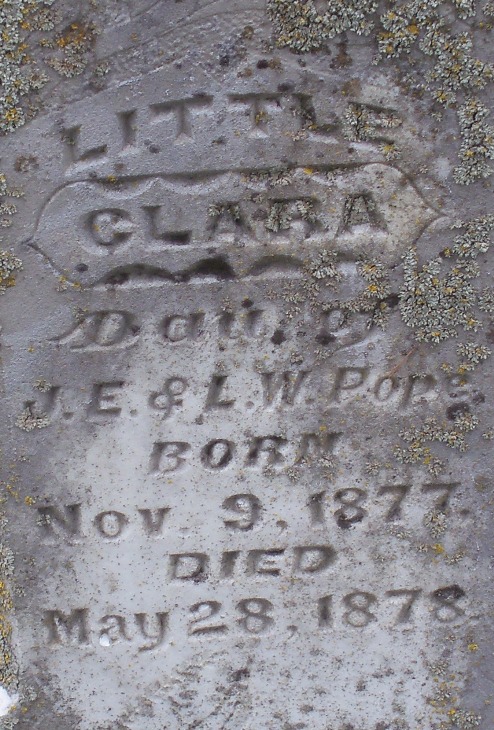 LITTLE
CLARA
Dau. of
J. E. & L. W. Pope
BORN
Nov. 9, 1877.
DIED
May 28, 1878.